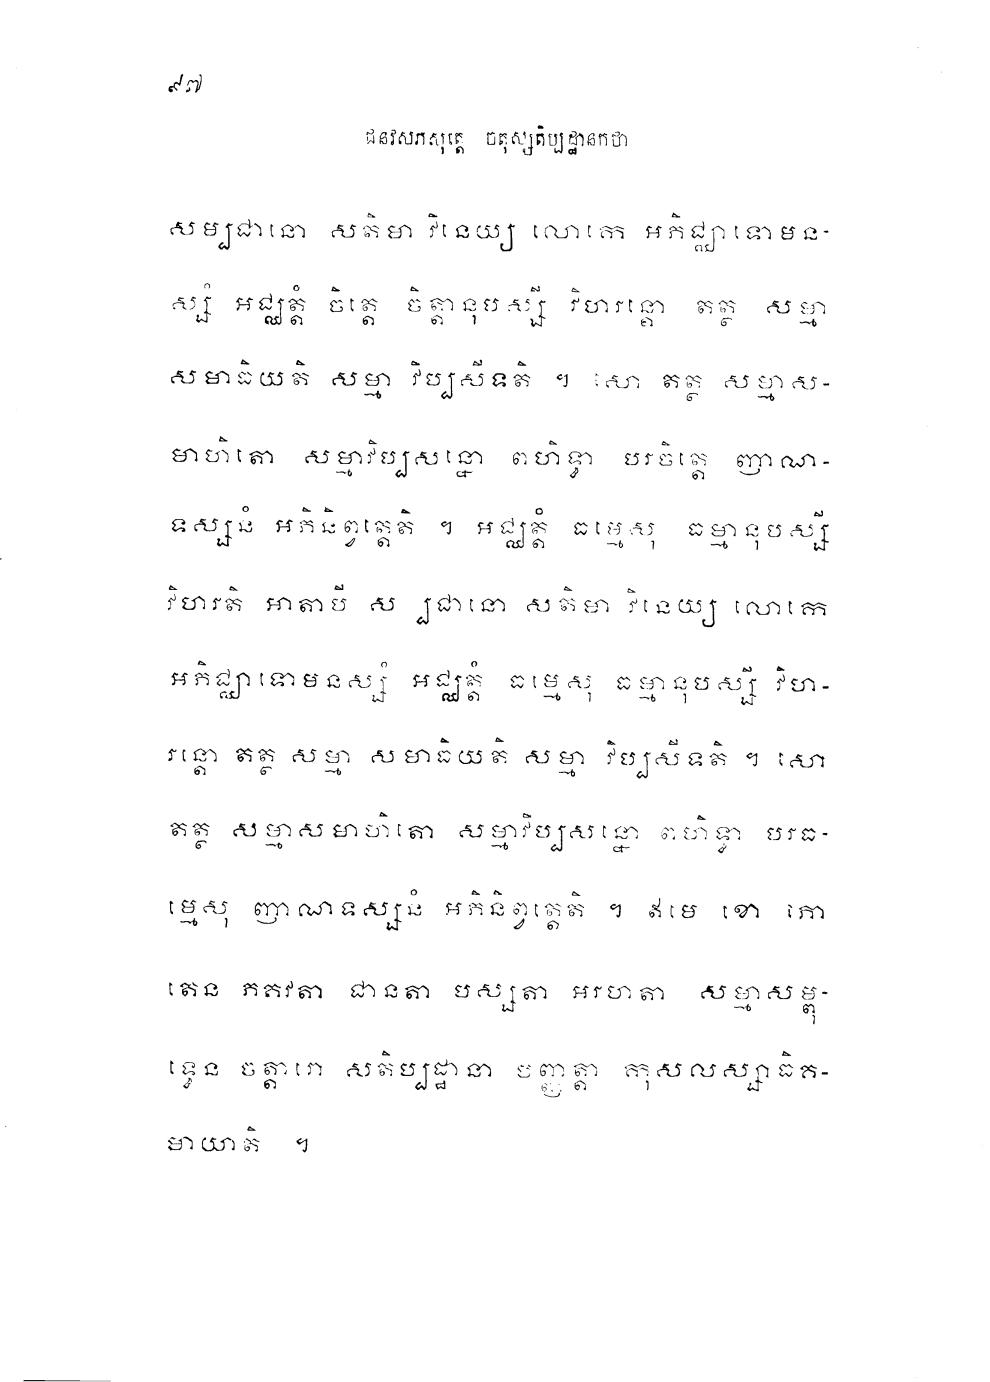 ៩៧
ជនវសភសុត្តេ ចតុស្សតិប្បដ្ឋានកថា
សម្បជានោ សតិមា វិនេយ្យ លោកេ អភិជ្ឈាទោមន-
ស្សំ អជ្ឈត្តំ ចិត្តេ ចិត្តានុបស្សី វិហរន្តោ តត្ថ សម្មា
សមាធិយតិ សម្មា វិប្បសីទតិ ។ សោ តត្ថ សម្មាស-
មាហិតោ សម្មាវិប្បសន្នោ ពហិទ្ធា បរចិត្តេ ញាណ-
ទស្សនំ អភិនិព្វត្តេតិ ។ អជ្ឈត្តំ ធម្មេសុ ធម្មានុបស្សី
វិហរតិ អាតាបី ស ្បជានោ សតិមា វិនេយ្យ លោកេ
អភិជ្ឈាទោមនស្សំ អជ្ឈត្តំ ធម្មេសុ ធម្មានុបស្សី វិហ-
រន្តោ តត្ថ សម្មា សមាធិយតិ សម្មា វិប្បសីទតិ ។ សោ
តត្ថ សម្មាសមាហិតោ សម្មាវិប្បសន្នោ ពហិទ្ធា បរធ-
ម្មេសុ ញាណទស្សនំ អភិនិព្វត្តេតិ ។ ឥមេ ខោ ភោ
តេន ភគវតា ជានតា បស្សតា អរហតា សម្មាសម្ពុ-
ទ្ធេន ចត្តារោ សតិប្បដ្ឋានា បញ្ញត្តា កុសលស្សាធិគ-
មាយាតិ ។